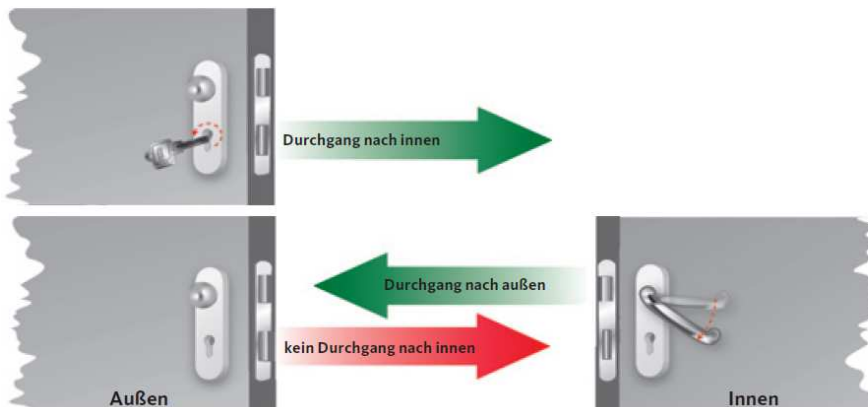 Durchgang nach innen
Durchgang nach außen
kein Durchgang nach innen
Außen
Innen